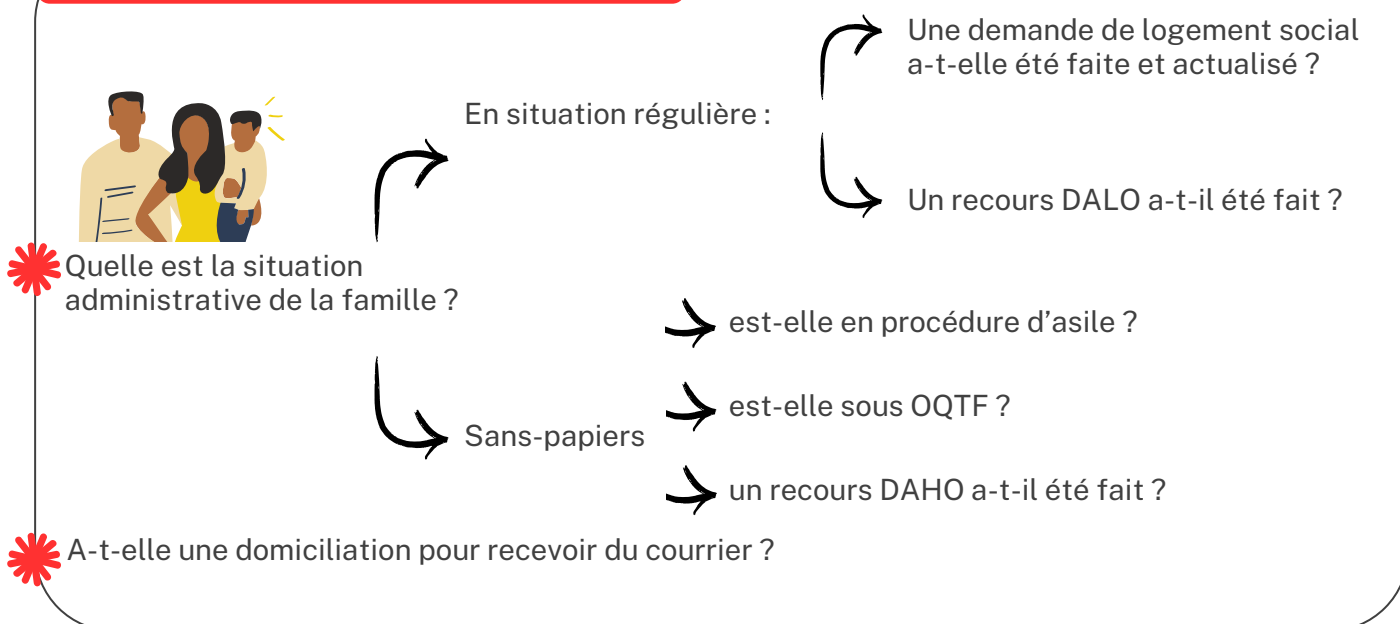 Quelle est la situation
administrative de la famille ?
En situation régulière :
Une demande de logement social
a-t-elle été faite et actualisé ?
Un recours DALO a-t-il été fait ?
Sans-papiers
est-elle en procédure d'asile ?
est-elle sous OQTF ?
un recours DAHO a-t-il été fait ?
A-t-elle une domiciliation pour recevoir du courrier ?